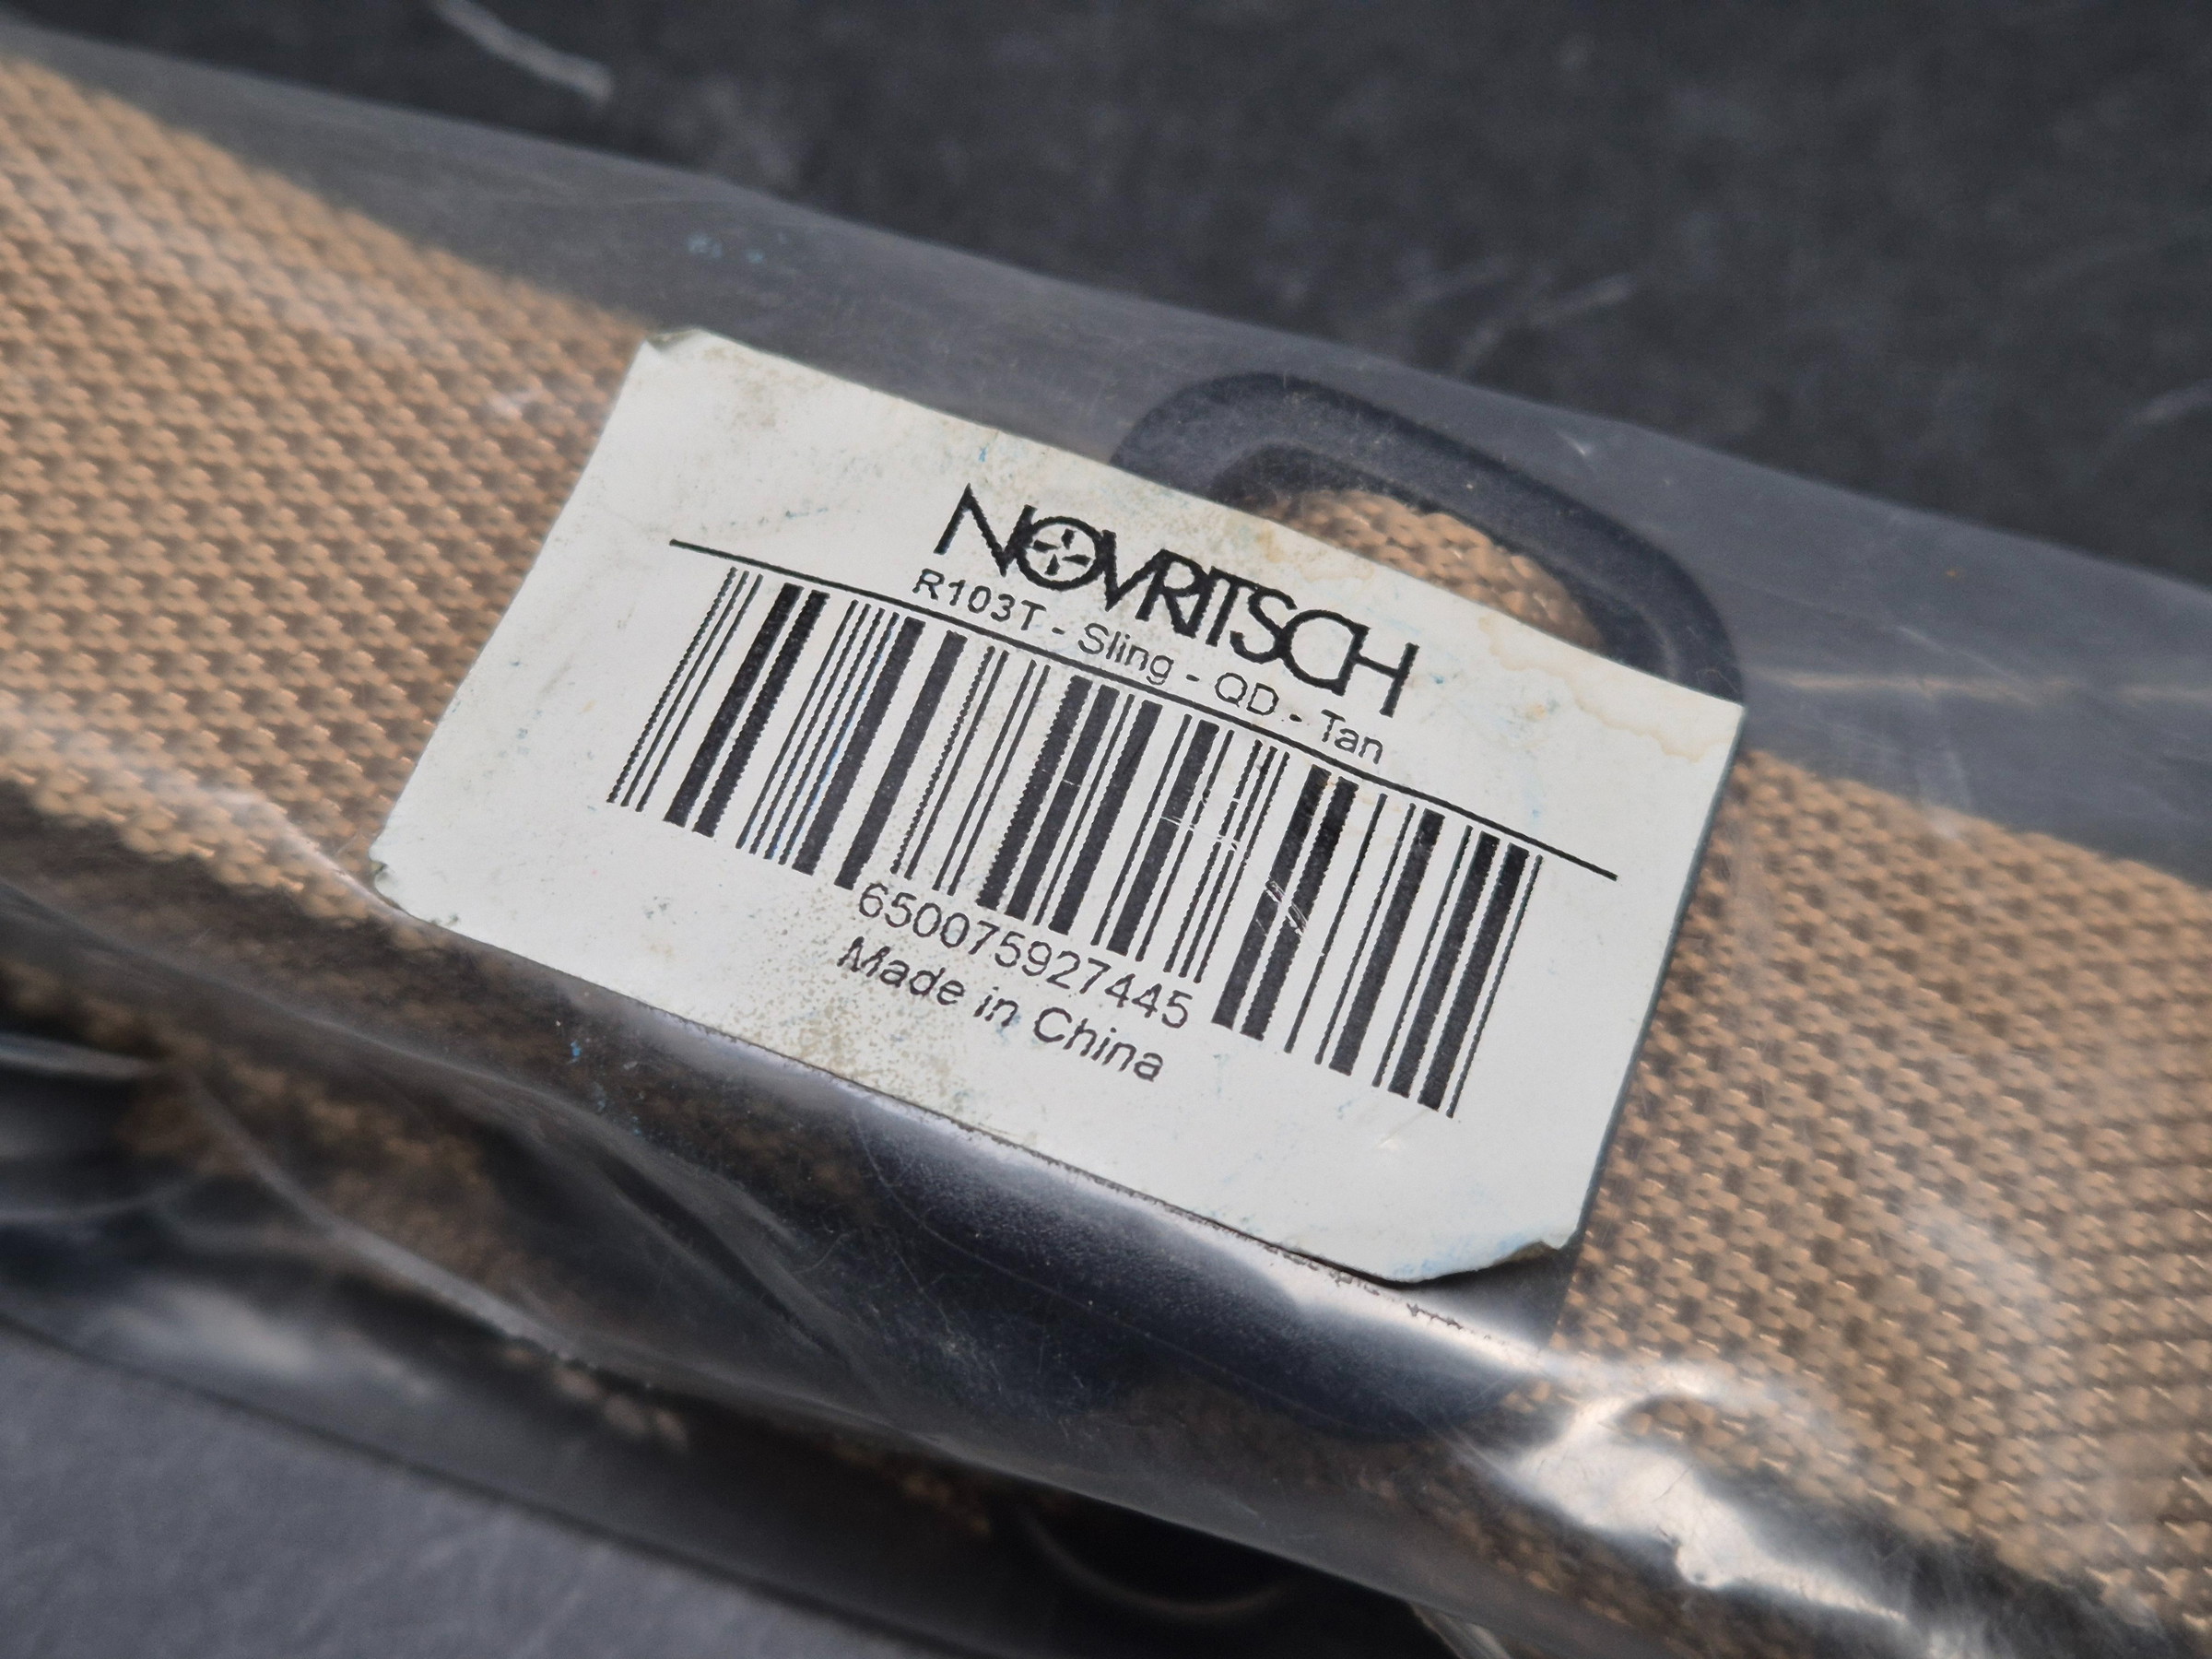 NOVRITSCH
R103T - Sling - QD - Tan
650075927445
Made in China